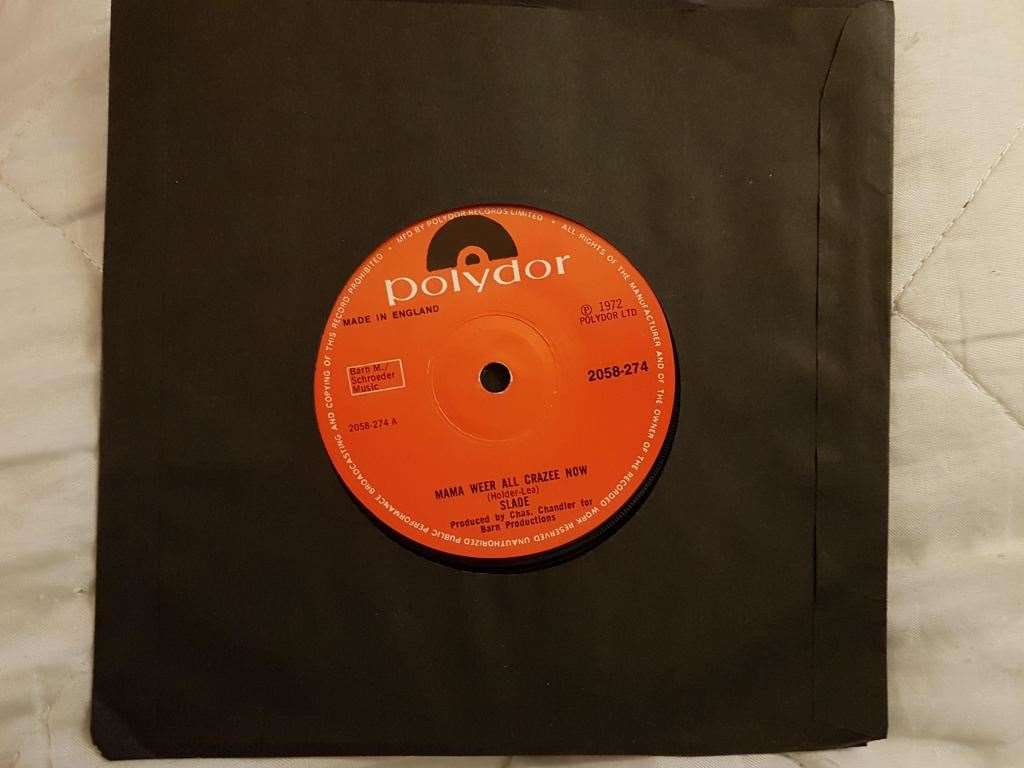 MFD BY POLYDOR RECORDS LIMITED • ALL RIGHTS OF THE MANUFACTURER AND OF THE OWNER OF THE RECORDED WORK RESERVED UNAUTHORIZED PUBLIC PERFORMANCE BROADCASTING AND COPYING OF THIS RECORD PROHIBITED •
polydor
MADE IN ENGLAND
℗ 1972
POLYDOR LTD
Barn M./
Schroeder
Music
2058-274
2058-274 A
MAMA WEER ALL CRAZEE NOW
(Holder-Lea)
SLADE
Produced by Chas. Chandler for
Barn Productions